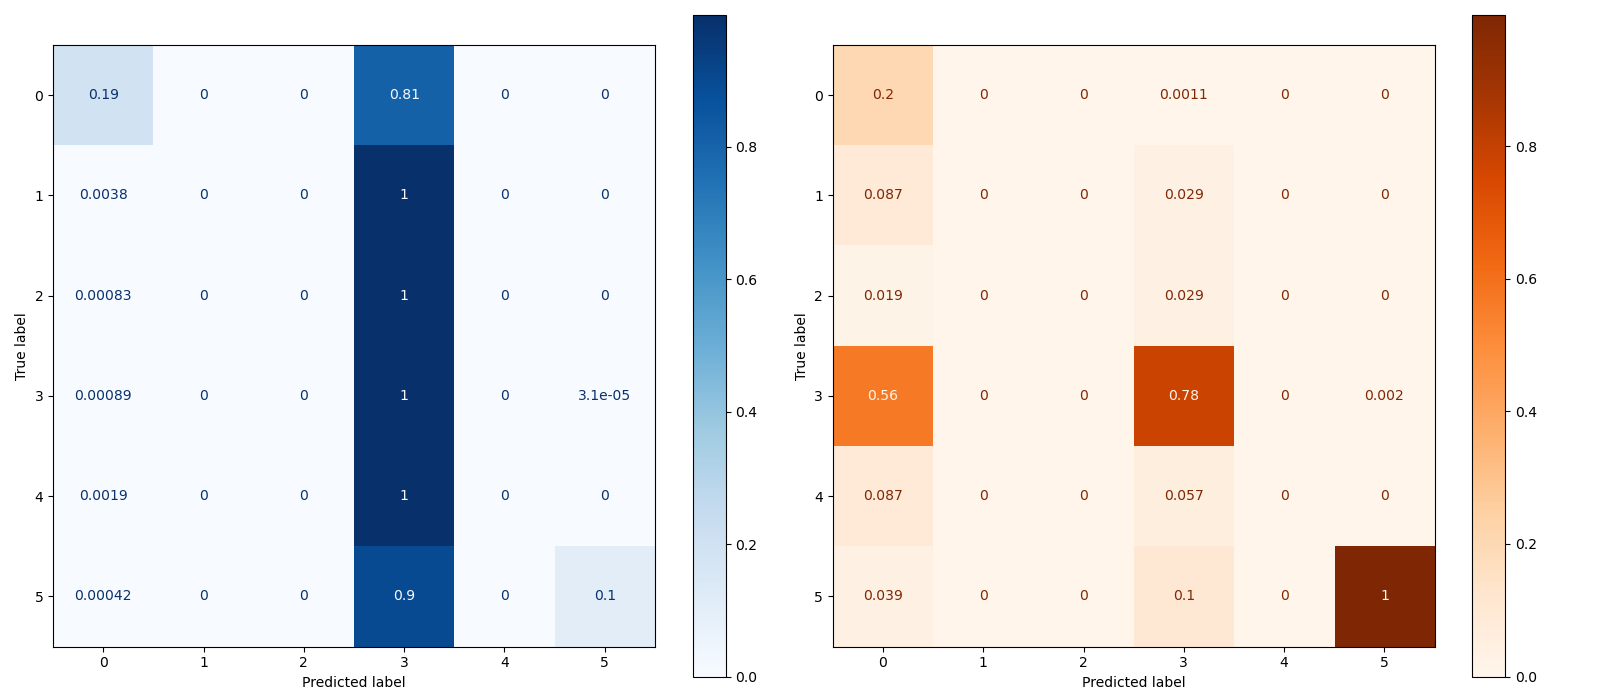 0 0.19 0 0 0.81 0 0
1 0.0038 0 0 1 0 0
2 0.00083 0 0 1 0 0
3 0.00089 0 0 1 0 3.1e-05
4 0.0019 0 0 1 0 0
5 0.00042 0 0 0.9 0 0.1
0 1 2 3 4 5
True label
Predicted label
0.8
0.6
0.4
0.2
0.0
0 0.2 0 0 0.0011 0 0
1 0.087 0 0 0.029 0 0
2 0.019 0 0 0.029 0 0
3 0.56 0 0 0.78 0 0.002
4 0.087 0 0 0.057 0 0
5 0.039 0 0 0.1 0 1
0 1 2 3 4 5
True label
Predicted label
0.8
0.6
0.4
0.2
0.0